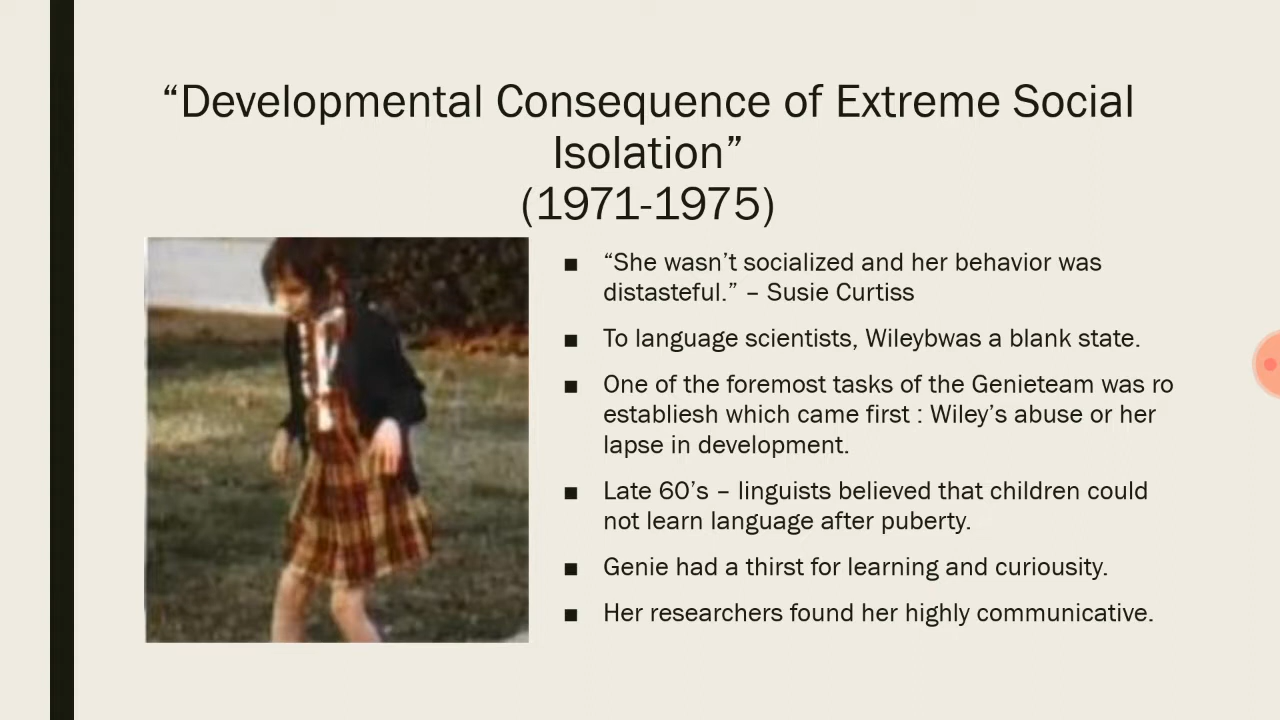 “Developmental Consequence of Extreme Social
Isolation”
(1971-1975)
■ “She wasn’t socialized and her behavior was
distasteful.” – Susie Curtiss
■ To language scientists, Wileybwas a blank state.
■ One of the foremost tasks of the Genieteam was ro
establiesh which came first : Wiley’s abuse or her
lapse in development.
■ Late 60’s – linguists believed that children could
not learn language after puberty.
■ Genie had a thirst for learning and curiousity.
■ Her researchers found her highly communicative.